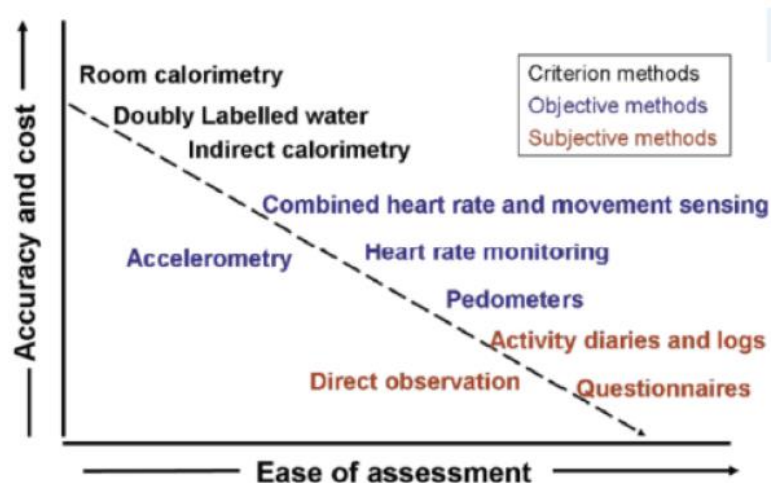 Room calorimetry
Doubly Labelled water
Indirect calorimetry
Criterion methods
Objective methods
Subjective methods
Combined heart rate and movement sensing
Accelerometry
Heart rate monitoring
Pedometers
Activity diaries and logs
Direct observation
Questionnaires
Accuracy and cost
Ease of assessment